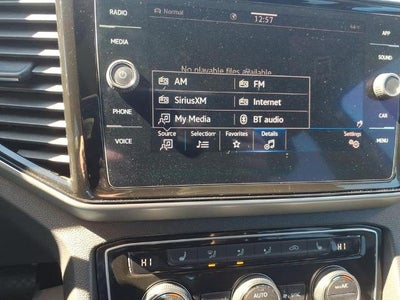 RADIO
Normal
12:57
APP
MEDIA
SOUND
No playable files available
AM
FM
SiriusXM
Internet
My Media
BT audio
PHONE
CAR
Source
Selection
Favorites
Details
Settings
VOICE
MENU
HI
HI
AUTO